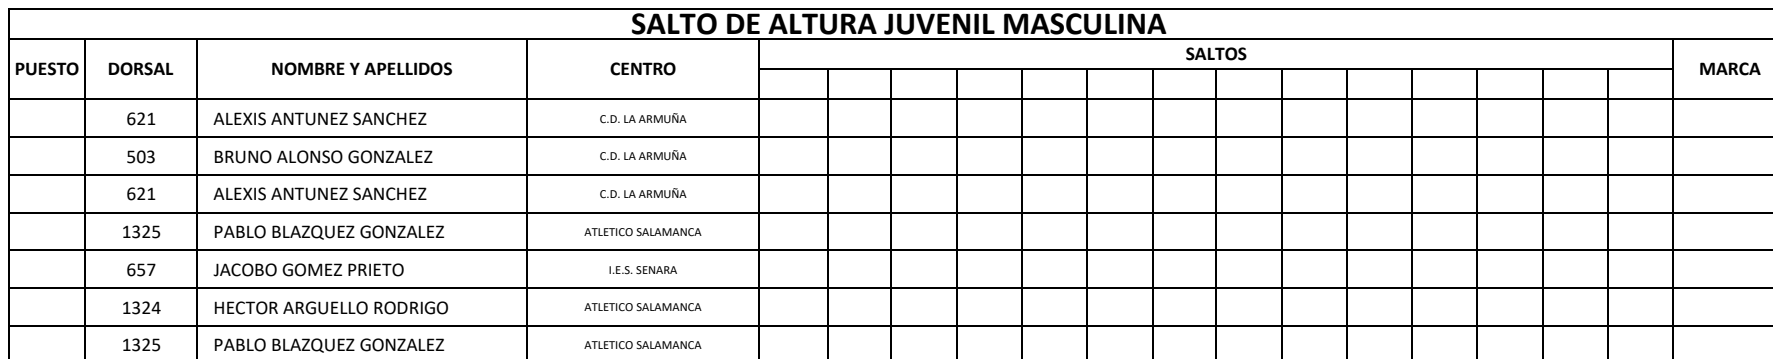 SALTO DE ALTURA JUVENIL MASCULINA
PUESTO DORSAL NOMBRE Y APELLIDOS CENTRO SALTOS MARCA
621 ALEXIS ANTUNEZ SANCHEZ C.D. LA ARMUÑA
503 BRUNO ALONSO GONZALEZ C.D. LA ARMUÑA
621 ALEXIS ANTUNEZ SANCHEZ C.D. LA ARMUÑA
1325 PABLO BLAZQUEZ GONZALEZ ATLETICO SALAMANCA
657 JACOBO GOMEZ PRIETO I.E.S. SENARA
1324 HECTOR ARGUELLO RODRIGO ATLETICO SALAMANCA
1325 PABLO BLAZQUEZ GONZALEZ ATLETICO SALAMANCA